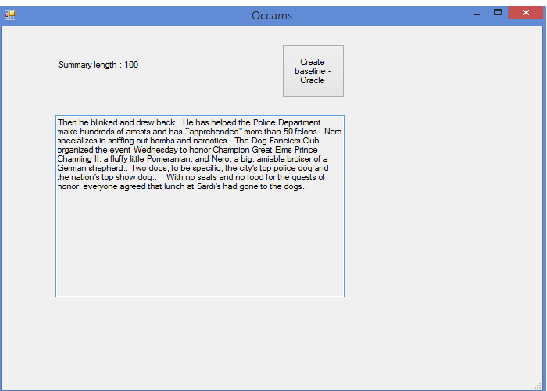 Occams
Summary length : 100
Create
baseline -
Oracle
Then he blinked and drew back. He has helped the Police Department
make hundreds of arrests and has "apprehended" more than 50 felons. Nero
specializes in sniffing out bombs and narcotics. The Dog Fanciers Club
organized the event Wednesday to honor Champion Great Elms Prince
Charming II, a fluffy little Pomeranian, and Nero, a big, amiable bruiser of a
German shepherd.. Two dogs, to be specific, the city's top police dog and
the nation's top show dog.. With no seats and no food for the guests of
honor, everyone agreed that lunch at Sardi's had gone to the dogs.